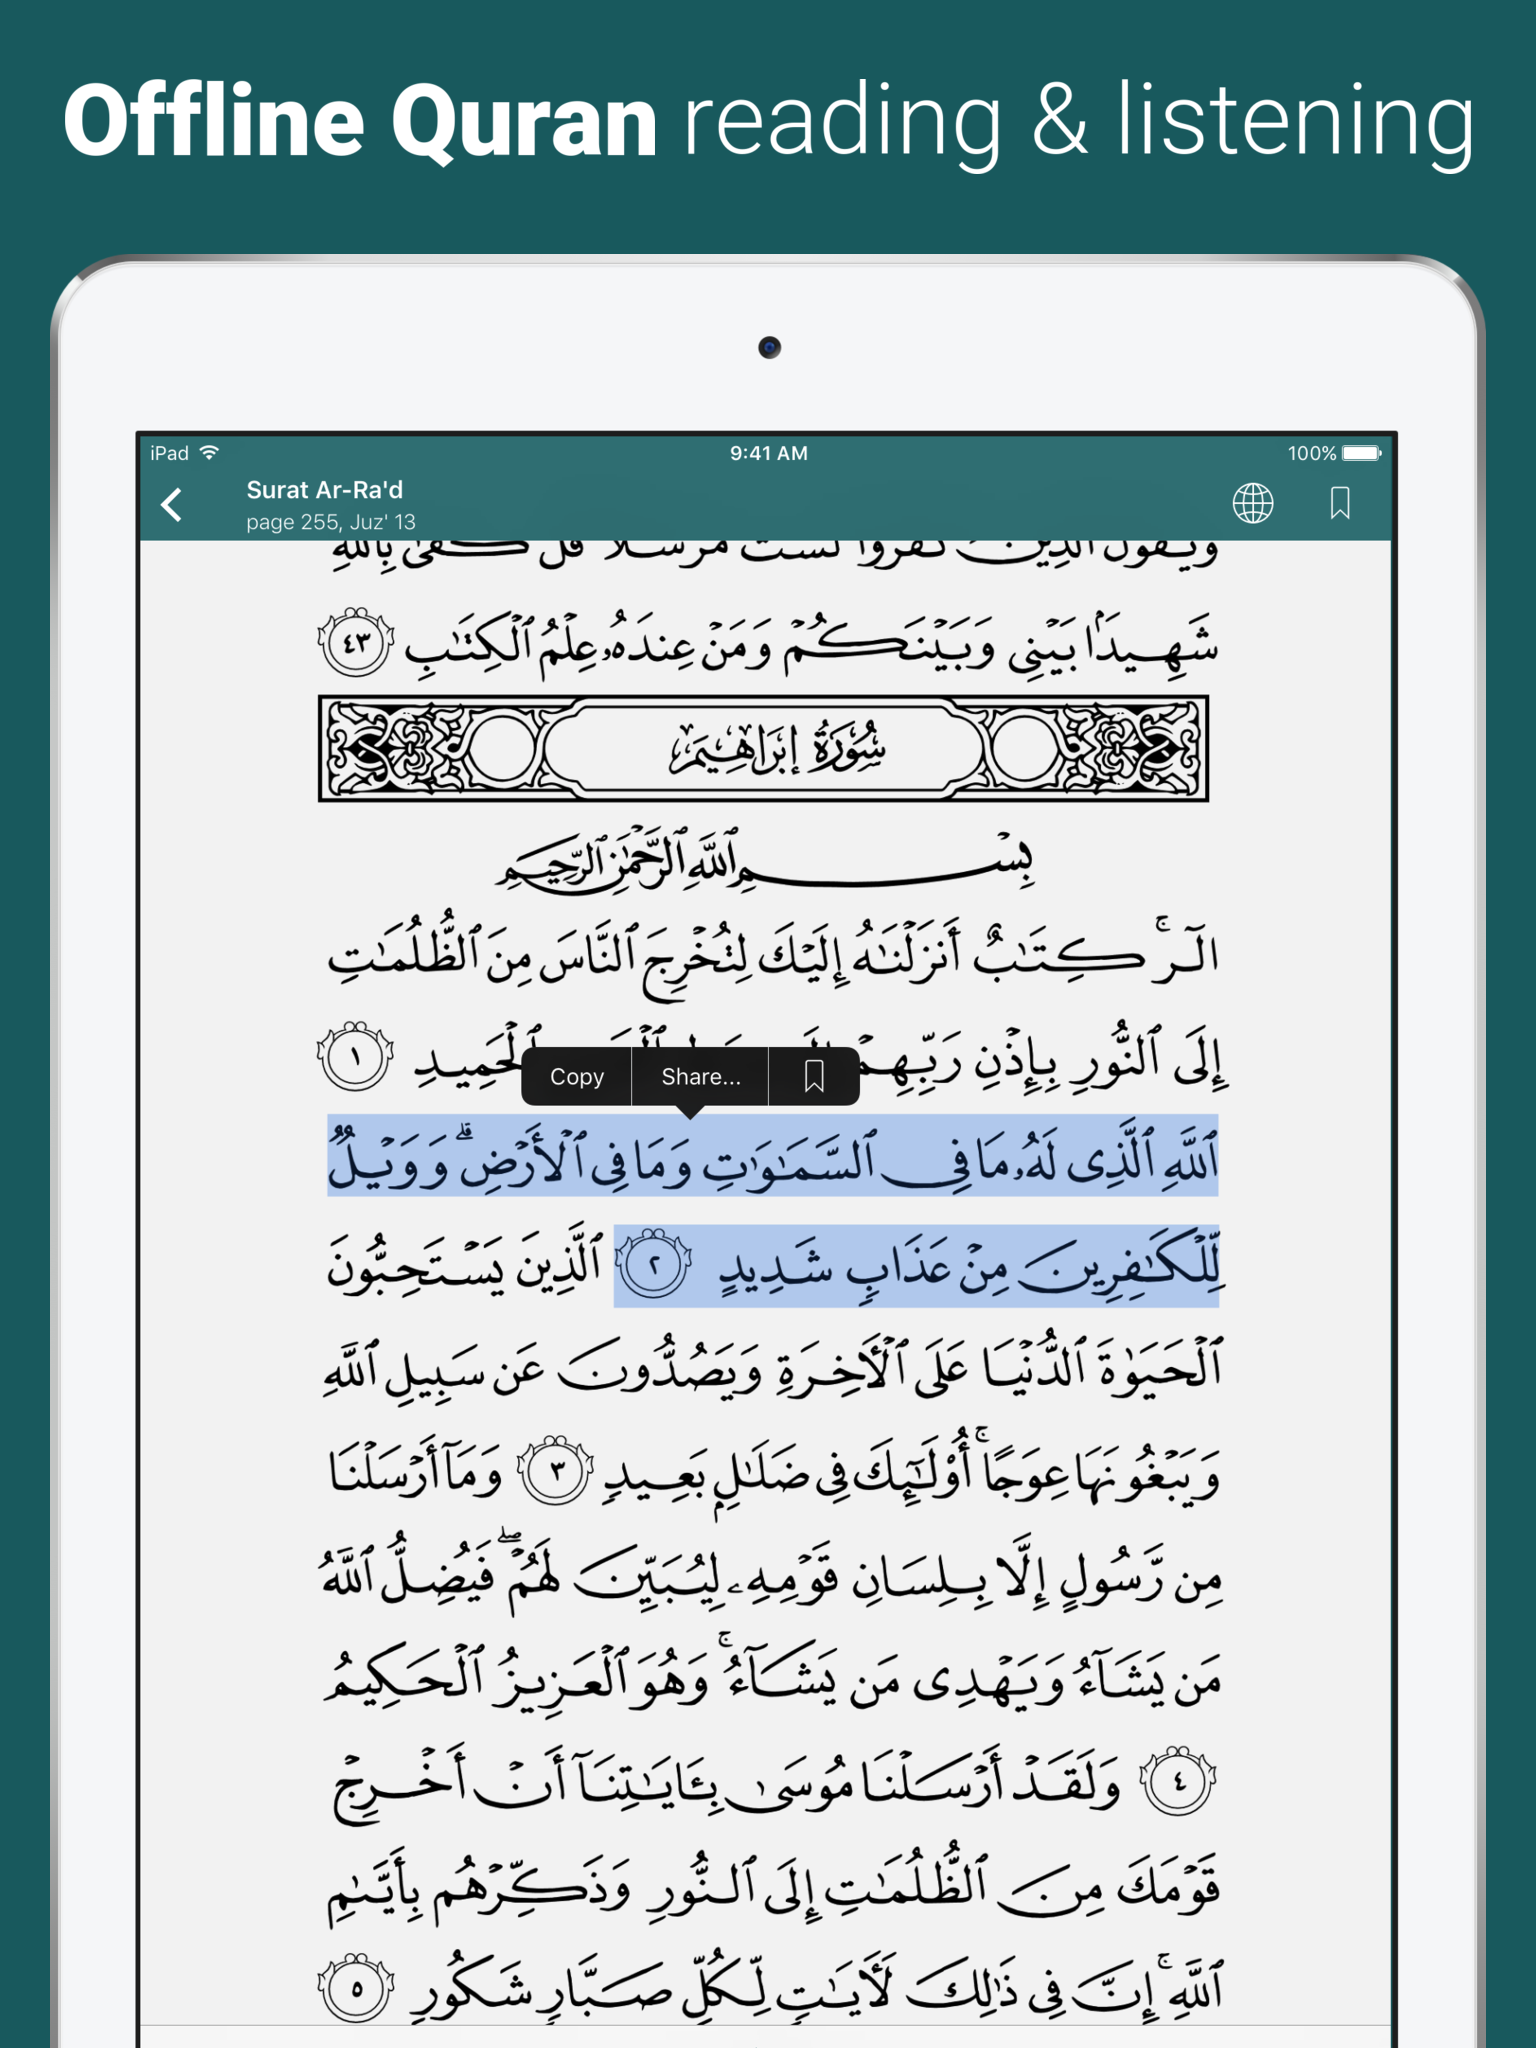 Offline Quran reading & listening
iPad
9:41 AM
100%
Surat Ar-Ra'd
page 255, Juz' 13
وَيَقُولُ ٱلَّذِينَ كَفَرُوا۟ لَسْتَ مُرْسَلًا قُلْ كَفَىٰ بِٱللَّهِ
شَهِيدًۢا بَيْنِى وَبَيْنَكُمْ وَمَنْ عِندَهُۥ عِلْمُ ٱلْكِتَٰبِ ٤٣
سُورَةُ إِبْرَاهِيمَ
بِسْمِ ٱللَّهِ ٱلرَّحْمَٰنِ ٱلرَّحِيمِ
الٓر ۚ كِتَٰبٌ أَنزَلْنَٰهُ إِلَيْكَ لِتُخْرِجَ ٱلنَّاسَ مِنَ ٱلظُّلُمَٰتِ
إِلَى ٱلنُّورِ بِإِذْنِ رَبِّهِمْ ٱلْحَمِيدِ ١
Copy Share...
ٱللَّهِ ٱلَّذِى لَهُۥ مَا فِى ٱلسَّمَٰوَٰتِ وَمَا فِى ٱلْأَرْضِ ۗ وَوَيْلٌ
لِّلْكَٰفِرِينَ مِنْ عَذَابٍ شَدِيدٍ ٢ ٱلَّذِينَ يَسْتَحِبُّونَ
ٱلْحَيَوٰةَ ٱلدُّنْيَا عَلَى ٱلْءَاخِرَةِ وَيَصُدُّونَ عَن سَبِيلِ ٱللَّهِ
وَيَبْغُونَهَا عِوَجًا ۚ أُو۟لَٰٓئِكَ فِى ضَلَٰلٍۭ بَعِيدٍ ٣ وَمَآ أَرْسَلْنَا
مِن رَّسُولٍ إِلَّا بِلِسَانِ قَوْمِهِۦ لِيُبَيِّنَ لَهُمْ ۖ فَيُضِلُّ ٱللَّهُ
مَن يَشَآءُ وَيَهْدِى مَن يَشَآءُ ۚ وَهُوَ ٱلْعَزِيزُ ٱلْحَكِيمُ
٤ وَلَقَدْ أَرْسَلْنَا مُوسَىٰ بِـَٔايَٰتِنَآ أَنْ أَخْرِجْ
قَوْمَكَ مِنَ ٱلظُّلُمَٰتِ إِلَى ٱلنُّورِ وَذَكِّرْهُم بِأَيَّىٰمِ
ٱللَّهِ ۚ إِنَّ فِى ذَٰلِكَ لَءَايَٰتٍ لِّكُلِّ صَبَّارٍ شَكُورٍ ٥